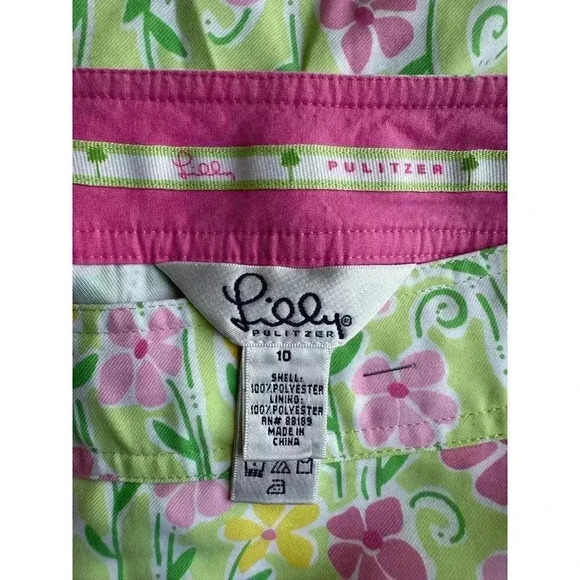 Lilly PULITZER
Lilly®
PULITZER
10
SHELL:
100%POLYESTER
LINING:
100%POLYESTER
RN# 88189
MADE IN
CHINA